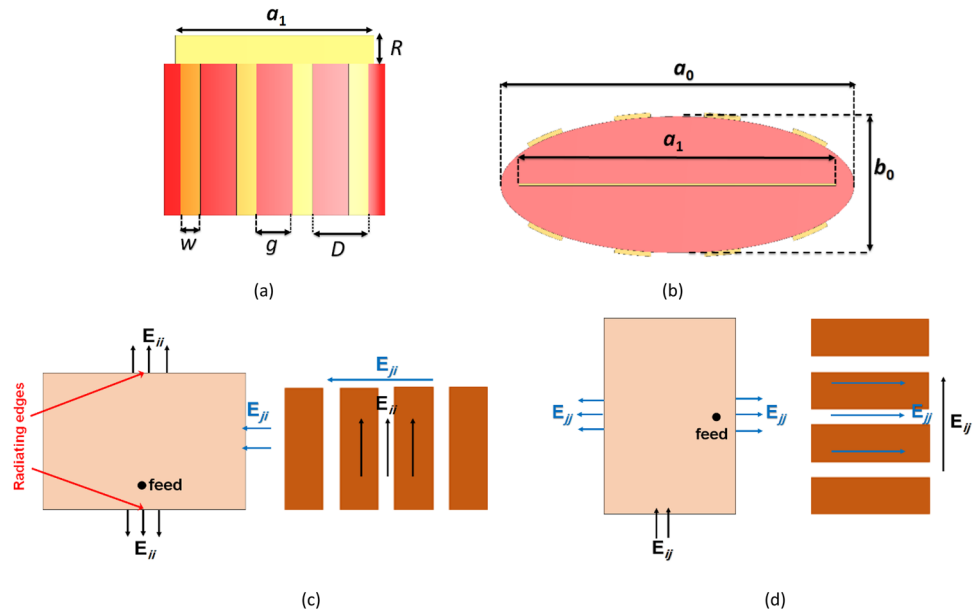 a₁
R
w
g
D
(a)
a₀
a₁
b₀
(b)
Eᵢᵢ
Radiating edges
Eⱼᵢ
feed
Eᵢᵢ
Eⱼᵢ
Eᵢᵢ
(c)
Eⱼⱼ
feed
Eⱼⱼ
Eᵢⱼ
Eⱼⱼ
Eᵢⱼ
(d)